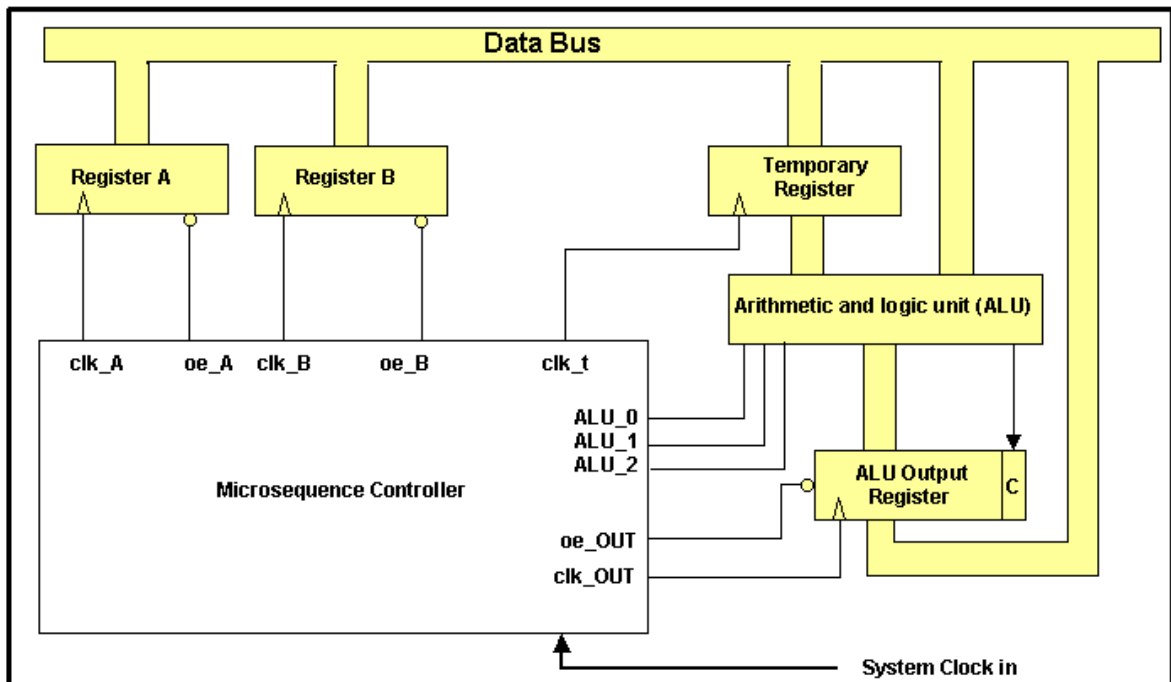 Data Bus
Register A
Register B
Temporary
Register
Arithmetic and logic unit (ALU)
clk_A
oe_A
clk_B
oe_B
clk_t
ALU_0
ALU_1
ALU_2
Microsequence Controller
ALU Output
Register
C
oe_OUT
clk_OUT
System Clock in